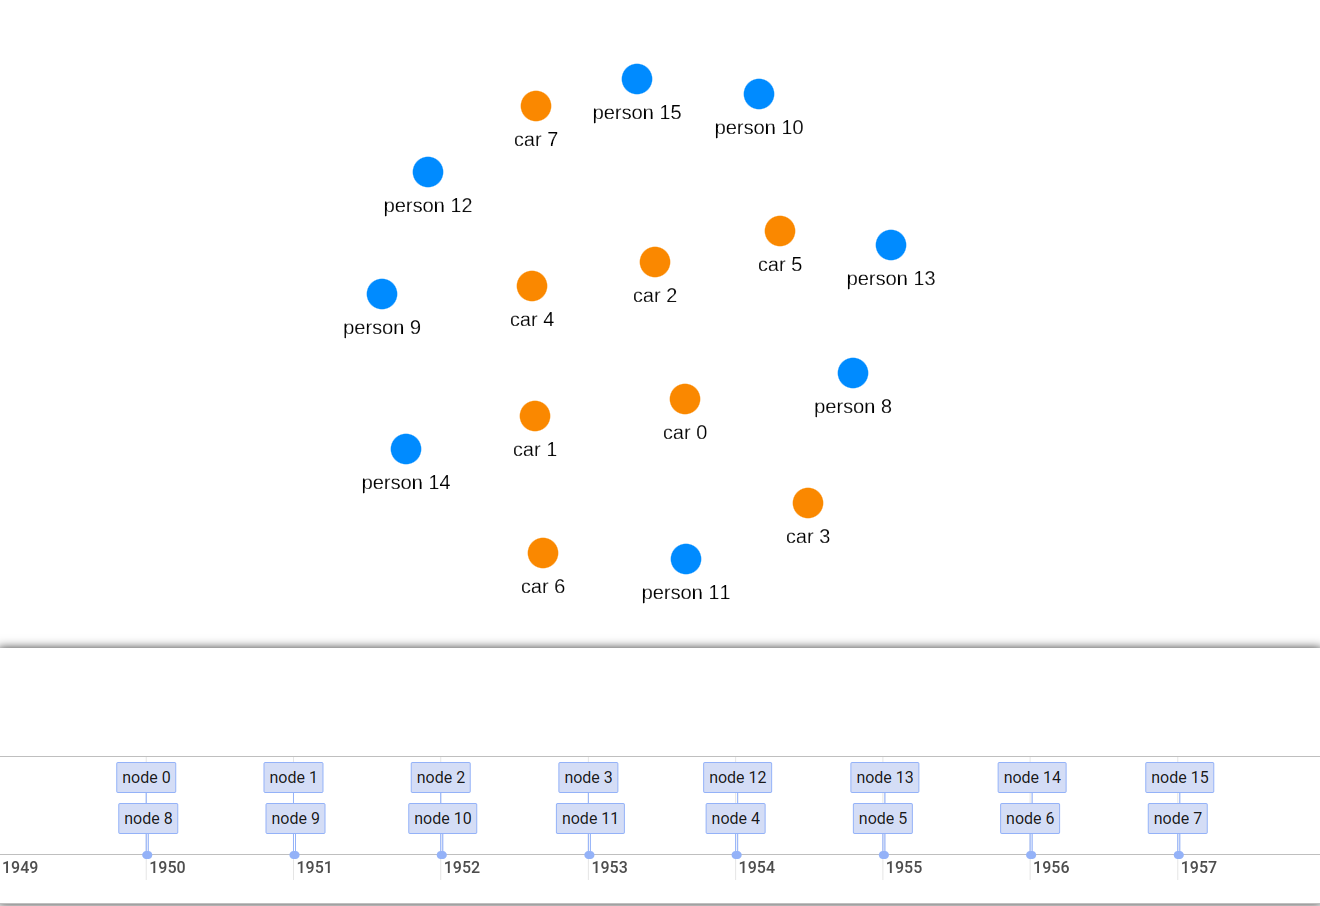 person 15
person 10
car 7
person 12
car 5
person 13
car 2
car 4
person 9
person 8
car 0
car 1
person 14
car 3
car 6
person 11
node 0 node 1 node 2 node 3 node 12 node 13 node 14 node 15
node 8 node 9 node 10 node 11 node 4 node 5 node 6 node 7
1949 1950 1951 1952 1953 1954 1955 1956 1957